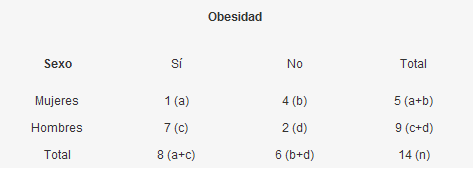 Obesidad
Sexo Sí No Total
Mujeres 1 (a) 4 (b) 5 (a+b)
Hombres 7 (c) 2 (d) 9 (c+d)
Total 8 (a+c) 6 (b+d) 14 (n)